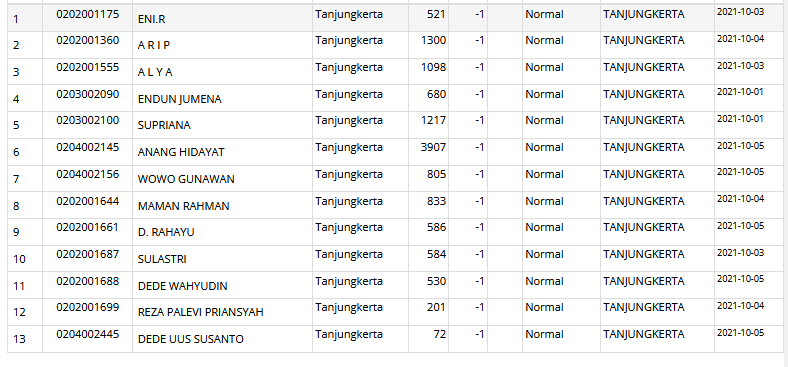 1 0202001175 ENI.R Tanjungkerta 521 -1 Normal TANJUNGKERTA 2021-10-03
2 0202001360 A R I P Tanjungkerta 1300 -1 Normal TANJUNGKERTA 2021-10-04
3 0202001555 A L Y A Tanjungkerta 1098 -1 Normal TANJUNGKERTA 2021-10-03
4 0203002090 ENDUN JUMENA Tanjungkerta 680 -1 Normal TANJUNGKERTA 2021-10-01
5 0203002100 SUPRIANA Tanjungkerta 1217 -1 Normal TANJUNGKERTA 2021-10-01
6 0204002145 ANANG HIDAYAT Tanjungkerta 3907 -1 Normal TANJUNGKERTA 2021-10-05
7 0204002156 WOWO GUNAWAN Tanjungkerta 805 -1 Normal TANJUNGKERTA 2021-10-05
8 0202001644 MAMAN RAHMAN Tanjungkerta 833 -1 Normal TANJUNGKERTA 2021-10-04
9 0202001661 D. RAHAYU Tanjungkerta 586 -1 Normal TANJUNGKERTA 2021-10-05
10 0202001687 SULASTRI Tanjungkerta 584 -1 Normal TANJUNGKERTA 2021-10-03
11 0202001688 DEDE WAHYUDIN Tanjungkerta 530 -1 Normal TANJUNGKERTA 2021-10-05
12 0202001699 REZA PALEVI PRIANSYAH Tanjungkerta 201 -1 Normal TANJUNGKERTA 2021-10-04
13 0204002445 DEDE UUS SUSANTO Tanjungkerta 72 -1 Normal TANJUNGKERTA 2021-10-05